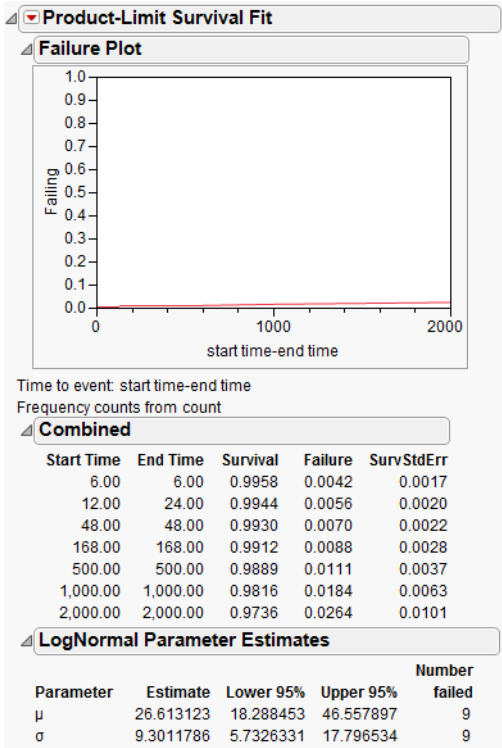 Product-Limit Survival Fit
Failure Plot
1.0
0.9
0.8
0.7
0.6
0.5
0.4
0.3
0.2
0.1
0.0
Failing
0 1000 2000
start time-end time
Time to event: start time-end time
Frequency counts from count
Combined
Start Time End Time Survival Failure SurvStdErr
6.00 6.00 0.9958 0.0042 0.0017
12.00 24.00 0.9944 0.0056 0.0020
48.00 48.00 0.9930 0.0070 0.0022
168.00 168.00 0.9912 0.0088 0.0028
500.00 500.00 0.9889 0.0111 0.0037
1,000.00 1,000.00 0.9816 0.0184 0.0063
2,000.00 2,000.00 0.9736 0.0264 0.0101
LogNormal Parameter Estimates
Number
Parameter Estimate Lower 95% Upper 95% failed
μ 26.613123 18.288453 46.557897 9
σ 9.3011786 5.7326331 17.796534 9